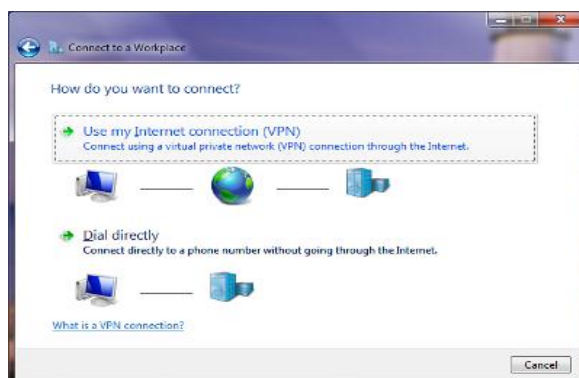 Connect to a Workplace
How do you want to connect?
Use my Internet connection (VPN)
Connect using a virtual private network (VPN) connection through the Internet.
Dial directly
Connect directly to a phone number without going through the Internet.
What is a VPN connection?
Cancel